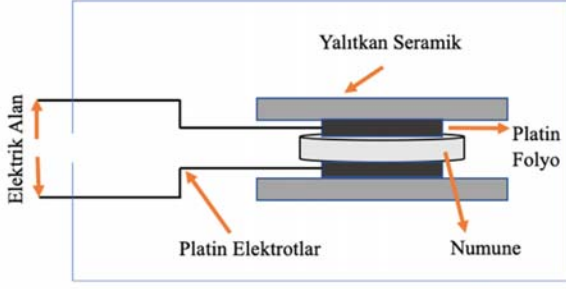 Yalıtkan Seramik
Elektrik Alan
Platin
Folyo
Platin Elektrotlar
Numune